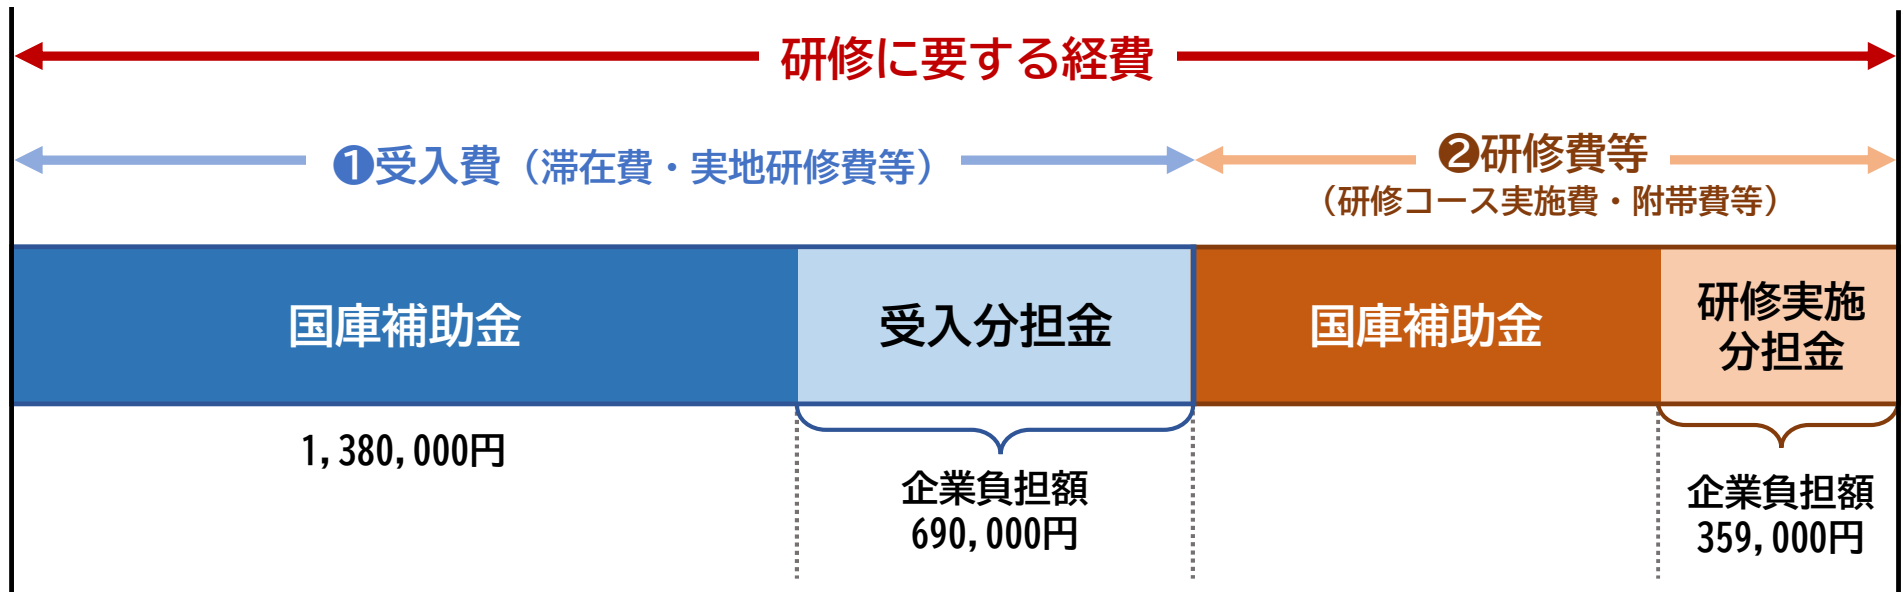 研修に要する経費
❶受入費（滞在費・実地研修費等）
❷研修費等
（研修コース実施費・附帯費等）
国庫補助金
受入分担金
国庫補助金
研修実施
分担金
1,380,000円
企業負担額
690,000円
企業負担額
359,000円